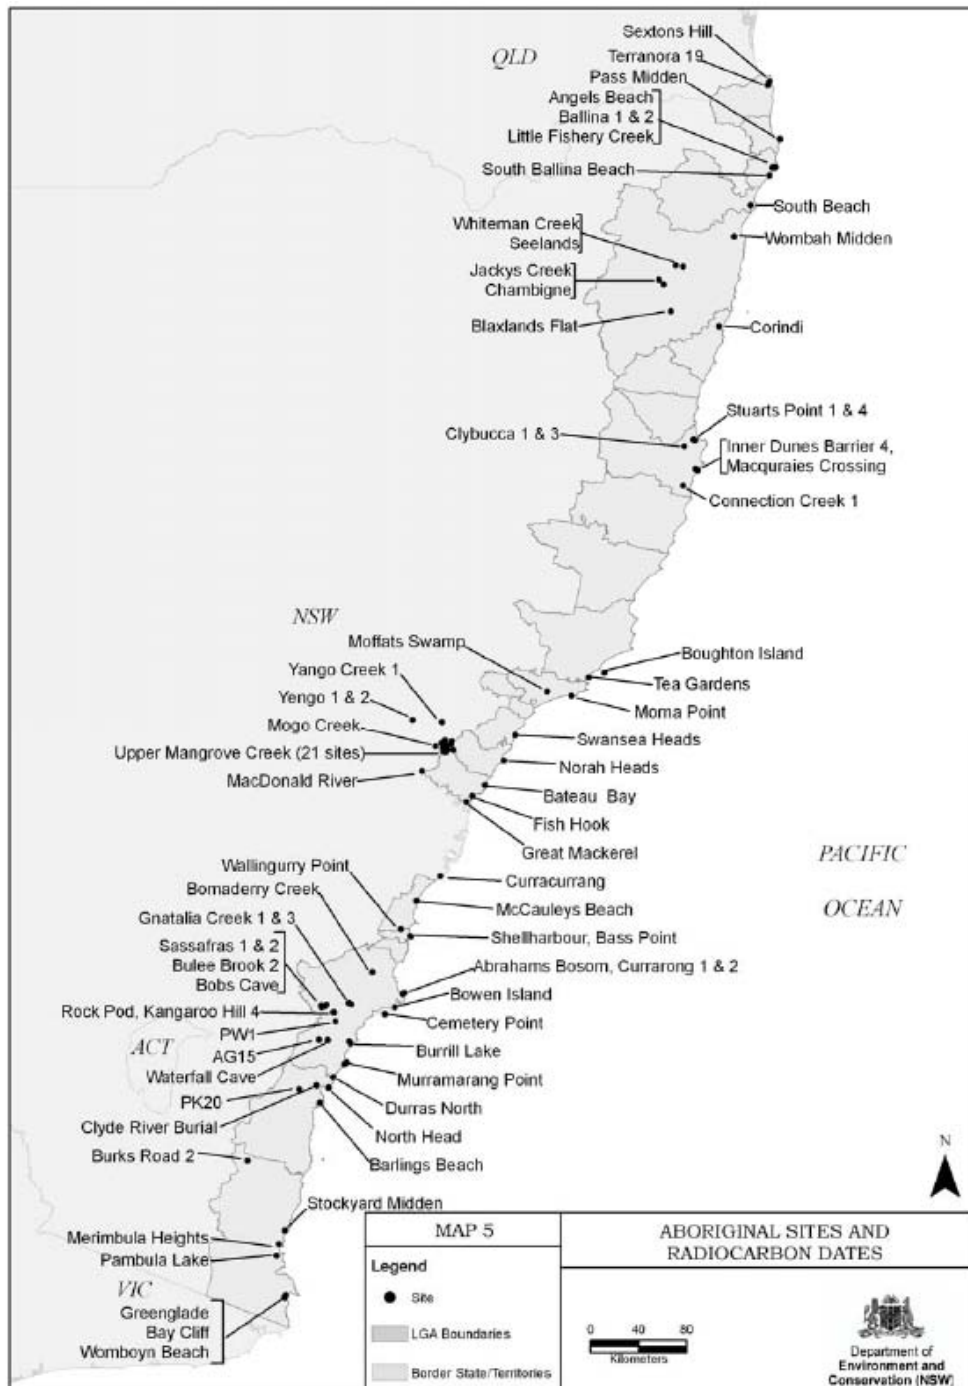 Sextons Hill
QLD
Terranora 19
Pass Midden
Angels Beach
Ballina 1 & 2
Little Fishery Creek
South Ballina Beach
South Beach
Whiteman Creek
Seelands
Wombah Midden
Jackys Creek
Chambigne
Blaxlands Flat
Corindi
Stuarts Point 1 & 4
Clybucca 1 & 3
Inner Dunes Barrier 4,
Macquraies Crossing
Connection Creek 1
NSW
Moffats Swamp
Boughton Island
Yango Creek 1
Tea Gardens
Yengo 1 & 2
Morna Point
Mogo Creek
Swansea Heads
Upper Mangrove Creek (21 sites)
Norah Heads
MacDonald River
Bateau Bay
Fish Hook
Great Mackerel
PACIFIC
OCEAN
Wallingurry Point
Curracurrang
Bomaderry Creek
McCauleys Beach
Gnatalia Creek 1 & 3
Shellharbour, Bass Point
Sassafras 1 & 2
Bulee Brook 2
Bobs Cave
Abrahams Bosom, Currarong 1 & 2
Bowen Island
Rock Pod, Kangaroo Hill 4
Cemetery Point
PW1
ACT
AG15
Burrill Lake
Waterfall Cave
Murramarang Point
PK20
Durras North
Clyde River Burial
North Head
Burks Road 2
Barlings Beach
N
Stockyard Midden
Merimbula Heights
Pambula Lake
VIC
Greenglade
Bay Cliff
Womboyn Beach
MAP 5
ABORIGINAL SITES AND
RADIOCARBON DATES
Legend
Site
LGA Boundaries
Border State/Territories
0 40 80
Kilometers
Department of
Environment and
Conservation (NSW)